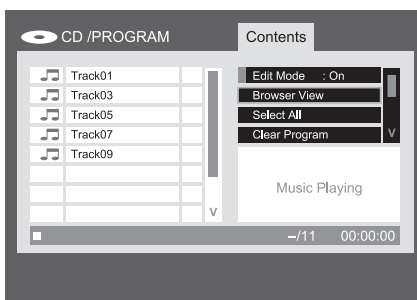 CD /PROGRAM
Contents
Track01
Track03
Track05
Track07
Track09
V
Edit Mode : On
Browser View
Select All
Clear Program
V
Music Playing
–/11 00:00:00